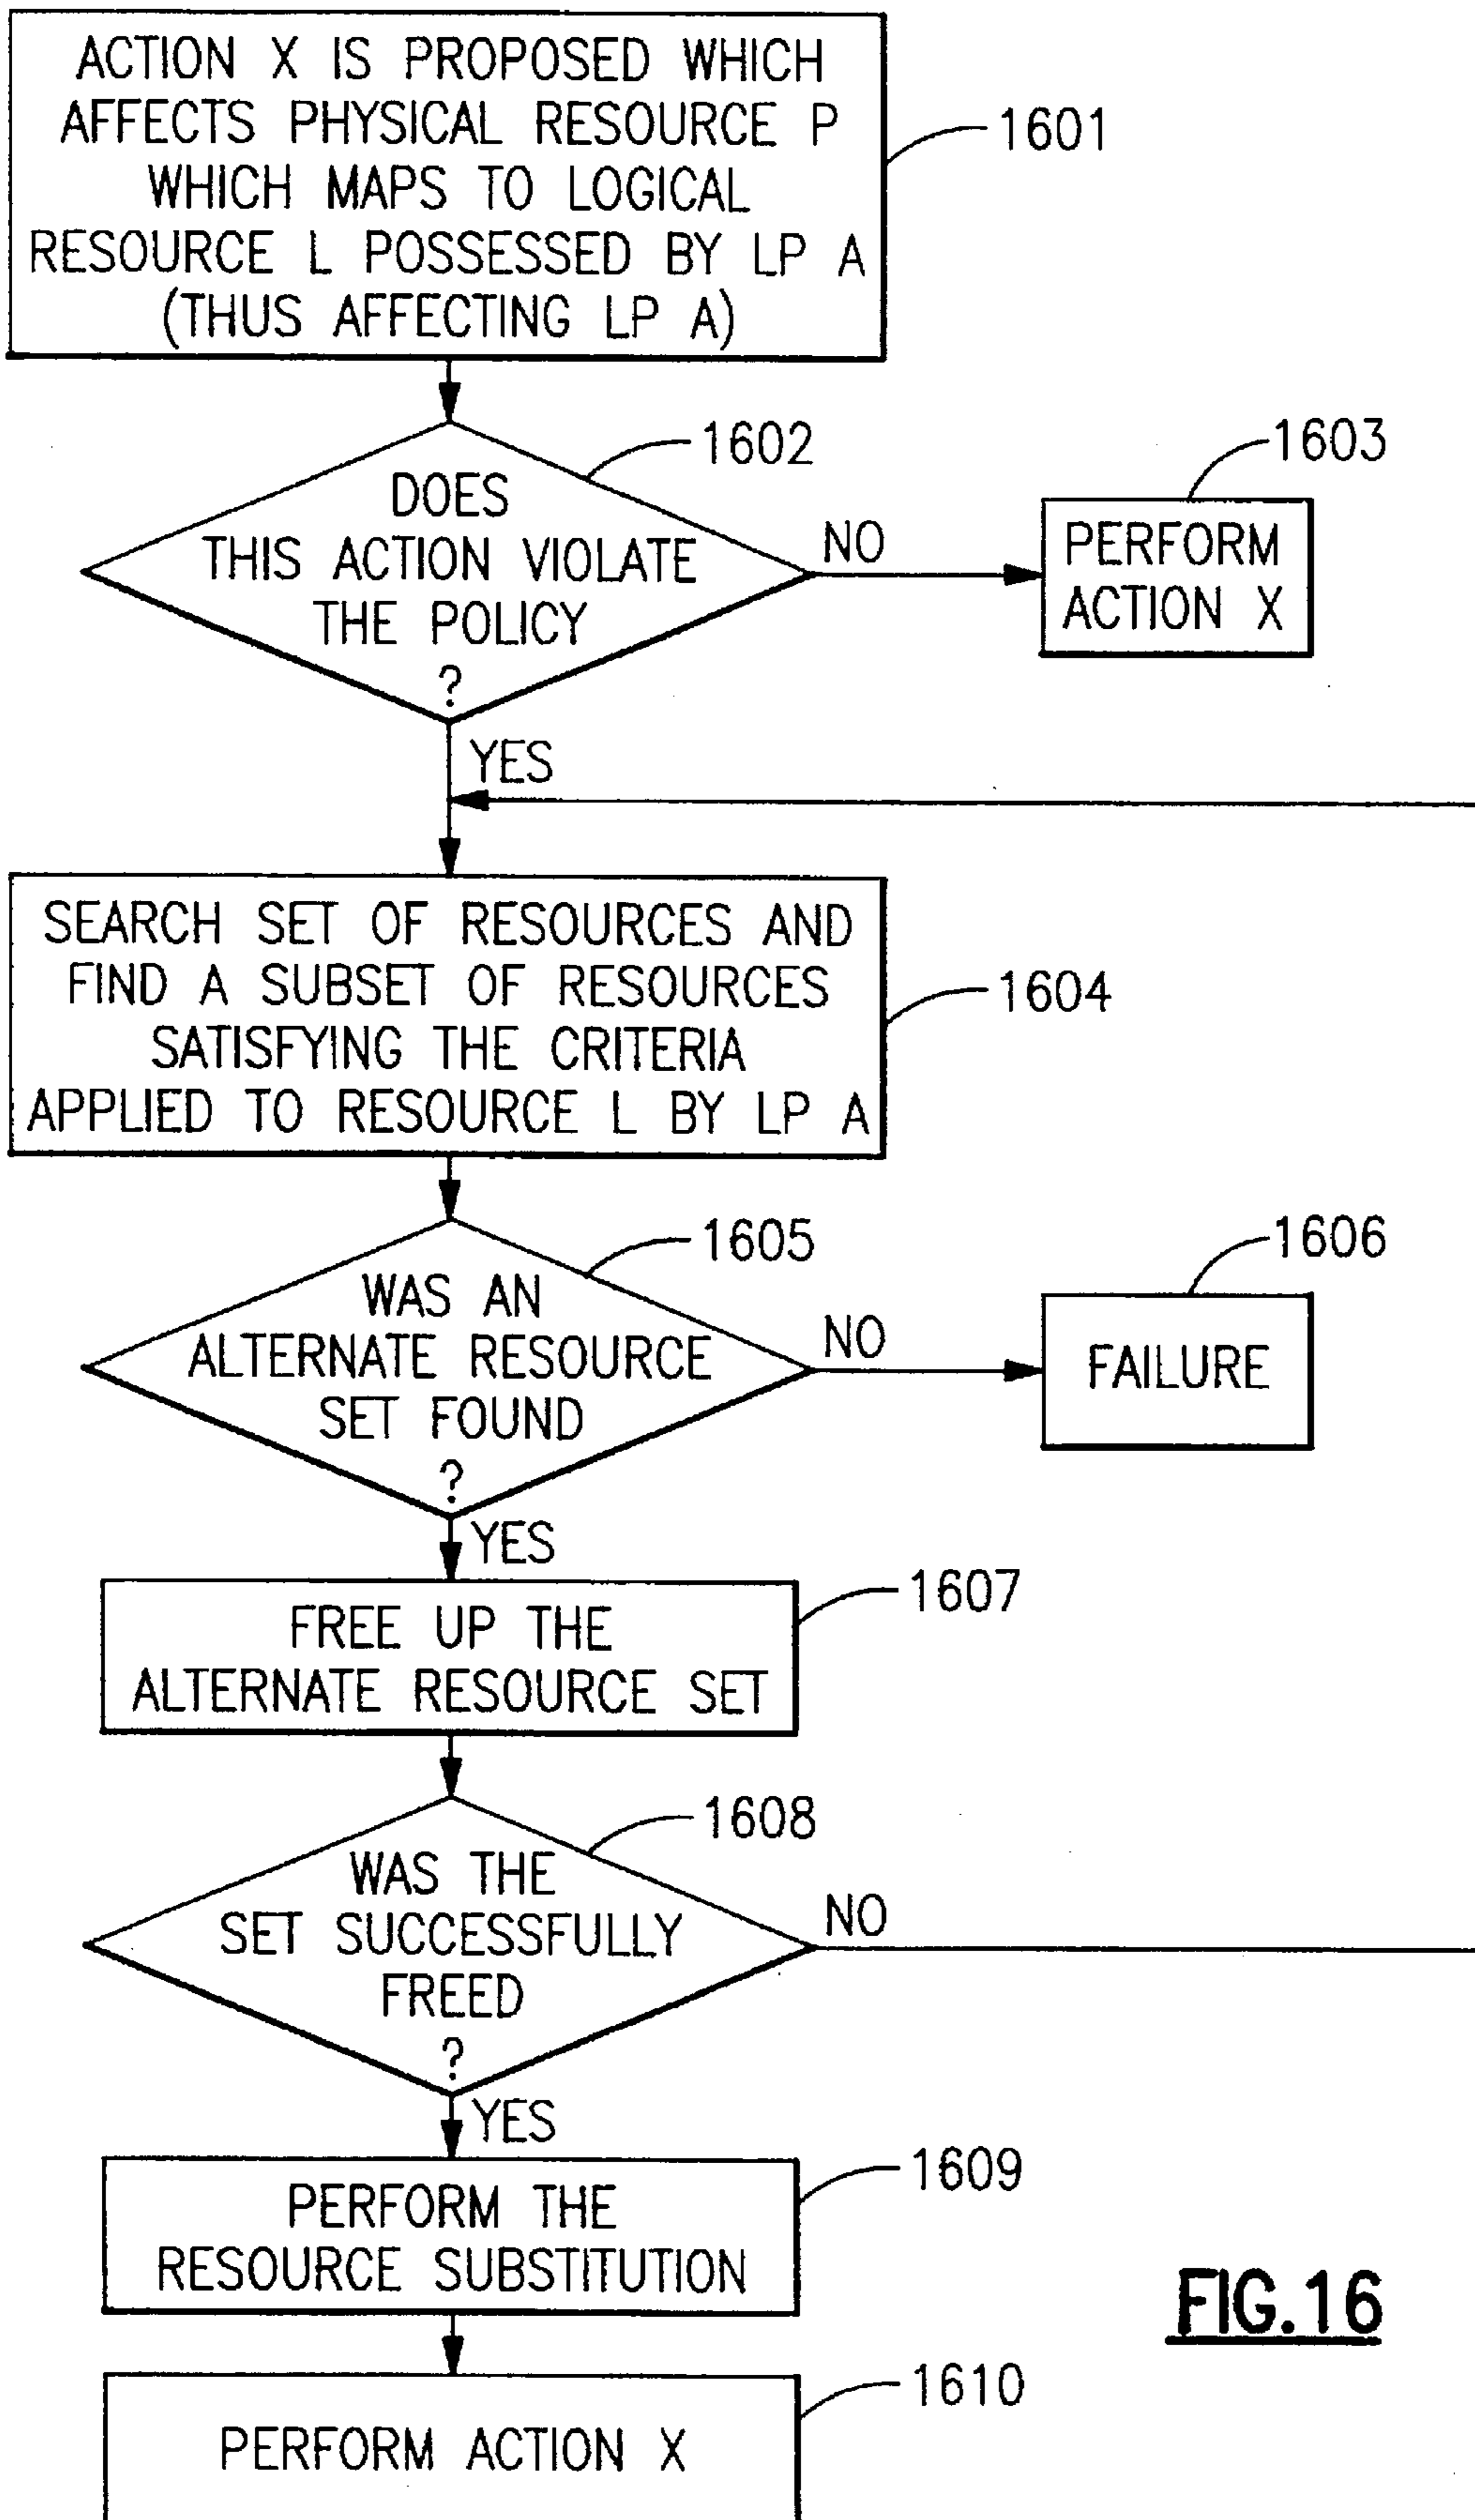 ACTION X IS PROPOSED WHICH
AFFECTS PHYSICAL RESOURCE P
WHICH MAPS TO LOGICAL
RESOURCE L POSSESSED BY LP A
(THUS AFFECTING LP A)
1601
1602
DOES
THIS ACTION VIOLATE
THE POLICY
?
NO
1603
PERFORM
ACTION X
YES
SEARCH SET OF RESOURCES AND
FIND A SUBSET OF RESOURCES
SATISFYING THE CRITERIA
APPLIED TO RESOURCE L BY LP A
1604
1605
WAS AN
ALTERNATE RESOURCE
SET FOUND
?
NO
1606
FAILURE
YES
FREE UP THE
ALTERNATE RESOURCE SET
1607
1608
WAS THE
SET SUCCESSFULLY
FREED
?
NO
YES
PERFORM THE
RESOURCE SUBSTITUTION
1609
PERFORM ACTION X
1610
FIG.16